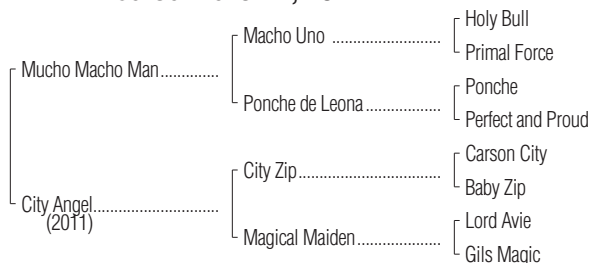 Holy Bull
Macho Uno ....................
Primal Force
Mucho Macho Man..............
Ponche
Ponche de Leona ...................
Perfect and Proud
Carson City
City Zip...................................
Baby Zip
City Angel..............................
(2011)
Lord Avie
Magical Maiden.....................
Gils Magic